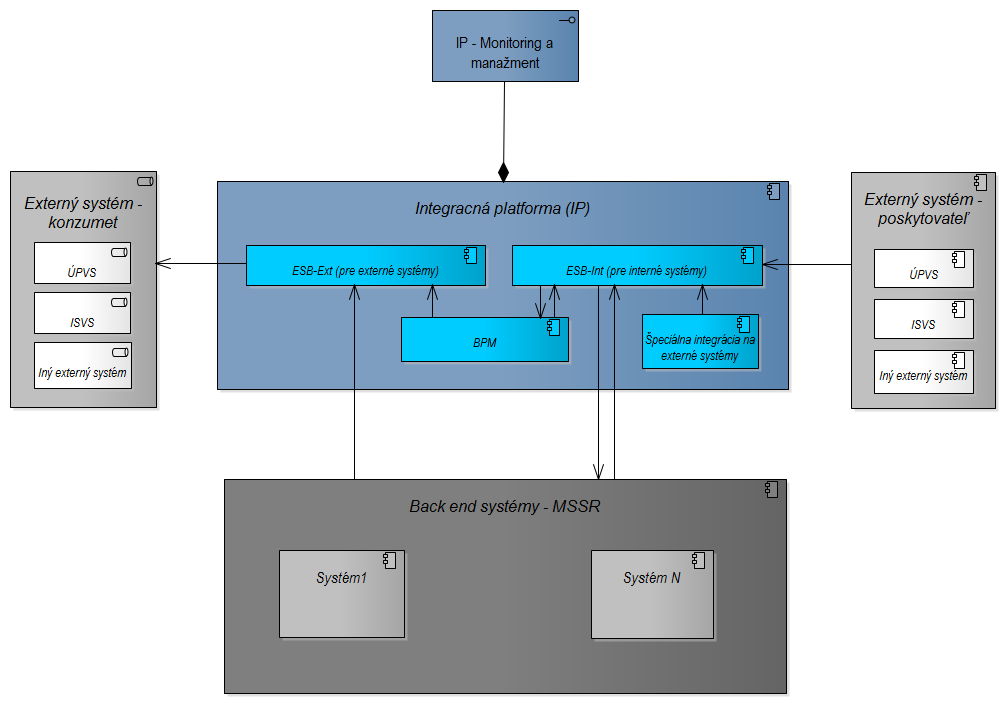 IP - Monitoring a
manažment
Externý systém -
konzumet
ÚPVS
ISVS
Iný externý systém
Integracná platforma (IP)
ESB-Ext (pre externé systémy)
ESB-Int (pre interné systémy)
BPM
Špeciálna integrácia na
externé systémy
Externý systém -
poskytovateľ
ÚPVS
ISVS
Iný externý systém
Back end systémy - MSSR
Systém1
Systém N